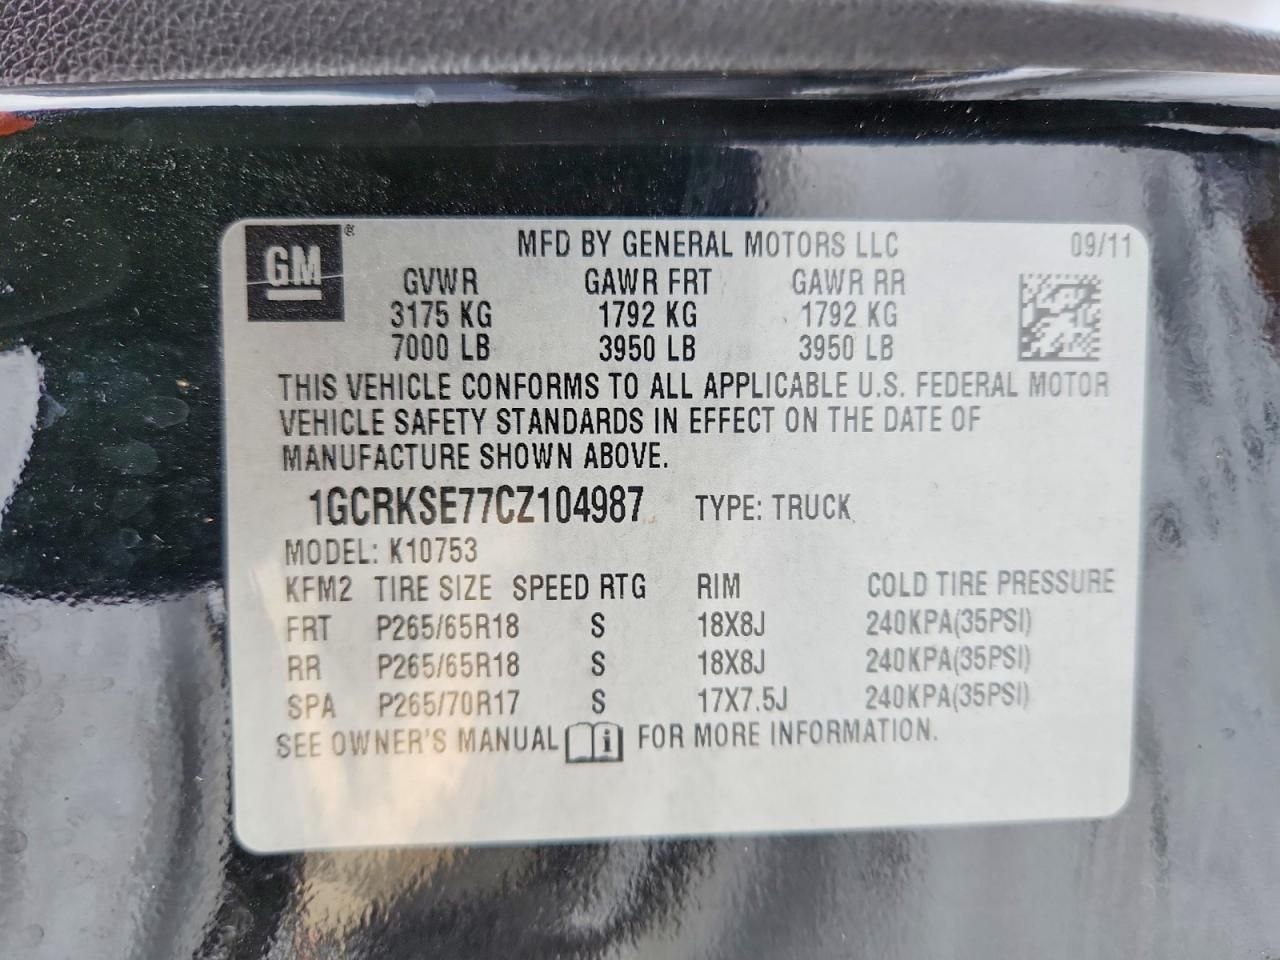 GM®
MFD BY GENERAL MOTORS LLC 09/11
GVWR GAWR FRT GAWR RR
3175 KG 1792 KG 1792 KG
7000 LB 3950 LB 3950 LB
THIS VEHICLE CONFORMS TO ALL APPLICABLE U.S. FEDERAL MOTOR
VEHICLE SAFETY STANDARDS IN EFFECT ON THE DATE OF
MANUFACTURE SHOWN ABOVE.
1GCRKSE77CZ104987 TYPE: TRUCK
MODEL: K10753
KFM2 TIRE SIZE SPEED RTG RIM COLD TIRE PRESSURE
FRT P265/65R18 S 18X8J 240KPA(35PSI)
RR P265/65R18 S 18X8J 240KPA(35PSI)
SPA P265/70R17 S 17X7.5J 240KPA(35PSI)
SEE OWNER'S MANUAL i FOR MORE INFORMATION.